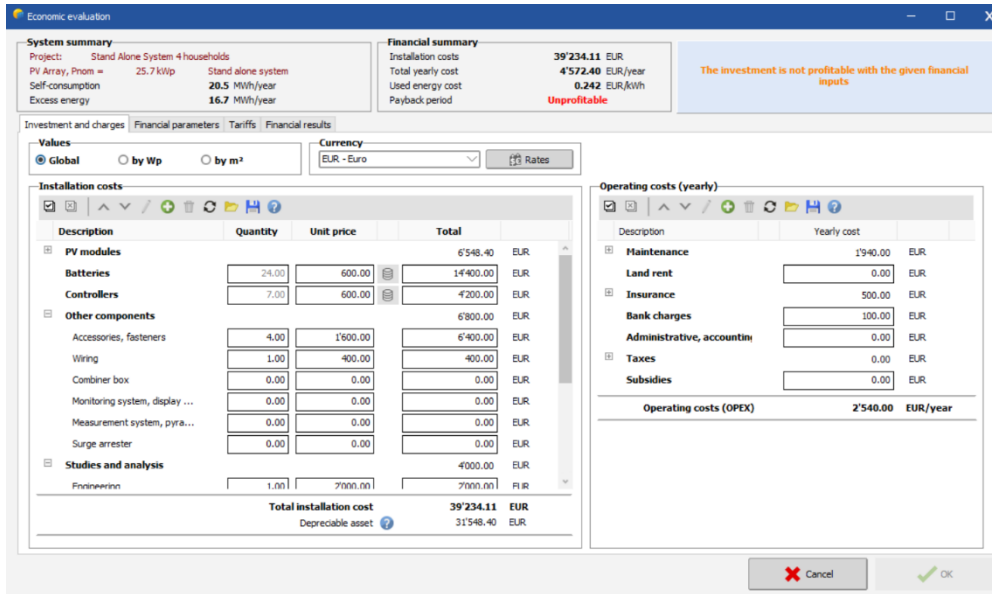 Economic evaluation
System summary
Project: Stand Alone System 4 households
PV Array, Pnom = 25.7 kWp Stand alone system
Self-consumption 20.5 MWh/year
Excess energy 16.7 MWh/year
Financial summary
Installation costs 39'234.11 EUR
Total yearly cost 4'572.40 EUR/year
Used energy cost 0.242 EUR/kWh
Payback period Unprofitable
The investment is not profitable with the given financial
inputs
Investment and charges Financial parameters Tariffs Financial results
Values
Global by Wp by m²
Currency
EUR - Euro Rates
Installation costs
Description Quantity Unit price Total
PV modules 6'548.40 EUR
Batteries 24.00 600.00 14'400.00 EUR
Controllers 7.00 600.00 4'200.00 EUR
Other components 6'800.00 EUR
Accessories, fasteners 4.00 1'600.00 6'400.00 EUR
Wiring 1.00 400.00 400.00 EUR
Combiner box 0.00 0.00 0.00 EUR
Monitoring system, display ... 0.00 0.00 0.00 EUR
Measurement system, pyra... 0.00 0.00 0.00 EUR
Surge arrester 0.00 0.00 0.00 EUR
Studies and analysis 4'000.00 EUR
Engineering 1.00 2'000.00 2'000.00 EUR
Total installation cost 39'234.11 EUR
Depreciable asset 31'548.40 EUR
Operating costs (yearly)
Description Yearly cost
Maintenance 1'940.00 EUR
Land rent 0.00 EUR
Insurance 500.00 EUR
Bank charges 100.00 EUR
Administrative, accounting 0.00 EUR
Taxes 0.00 EUR
Subsidies 0.00 EUR
Operating costs (OPEX) 2'540.00 EUR/year
Cancel OK